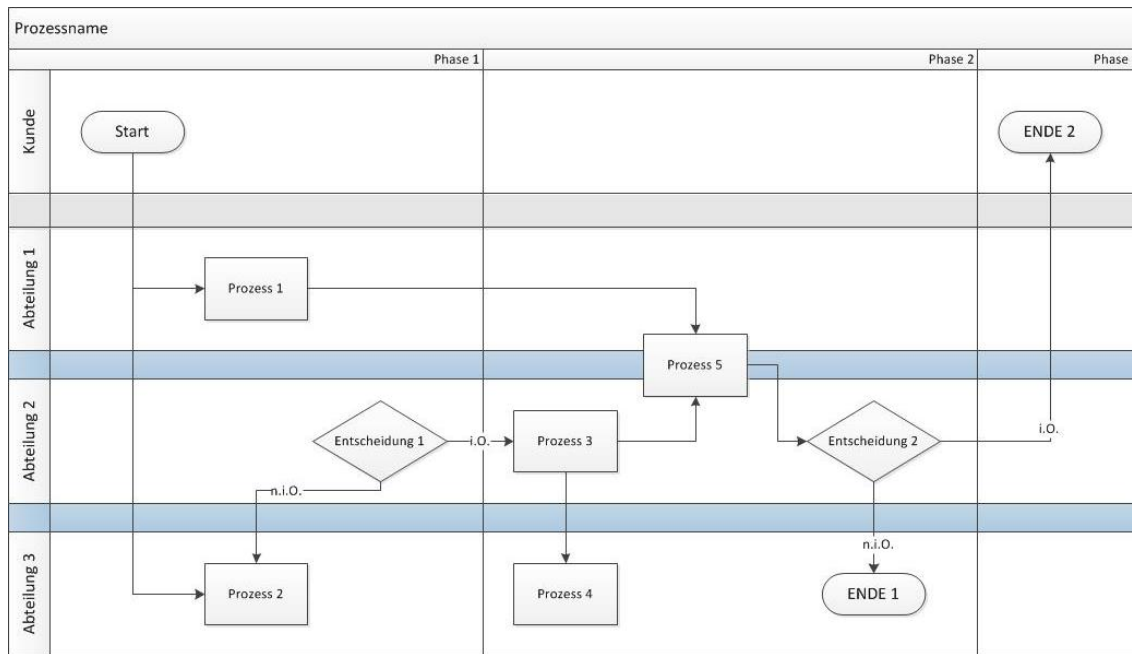 Prozessname
Phase 1
Phase 2
Phase
Kunde
Start
ENDE 2
Abteilung 1
Prozess 1
Prozess 5
Abteilung 2
Entscheidung 1
i.O.
Prozess 3
Entscheidung 2
i.O.
n.i.O.
n.i.O.
Abteilung 3
Prozess 2
Prozess 4
ENDE 1